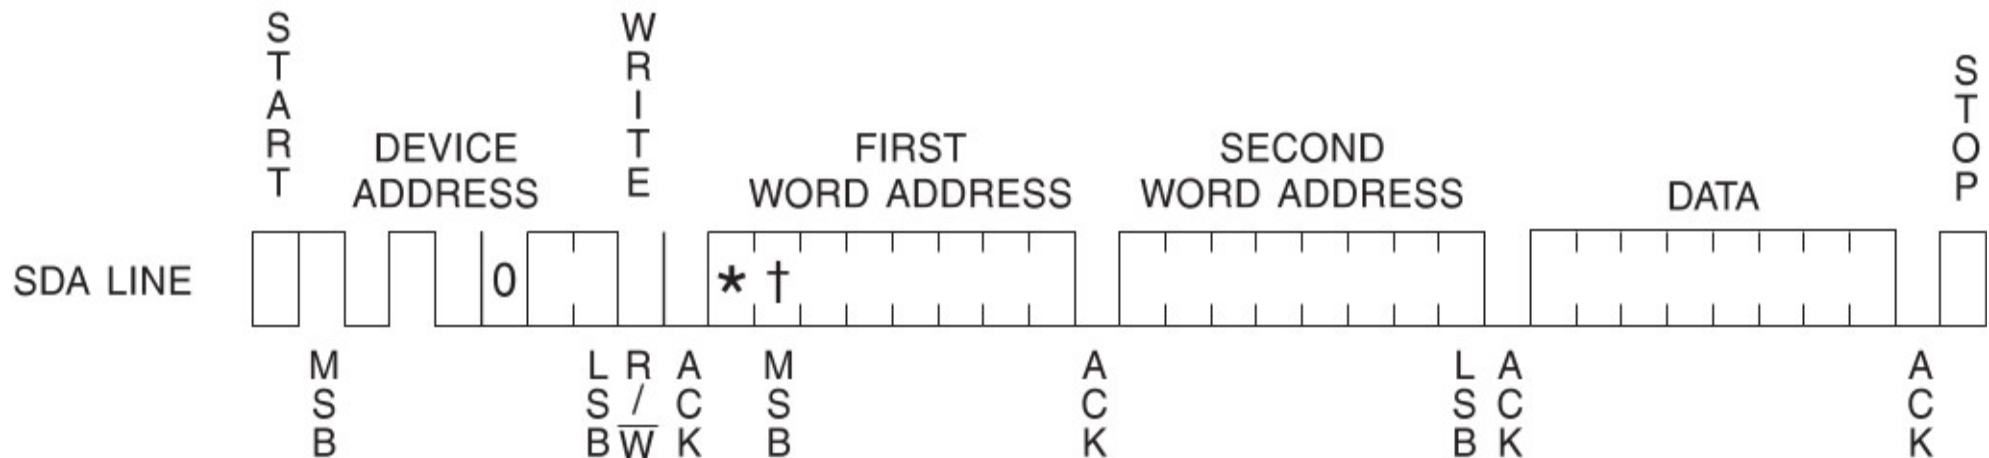 START
WRITE
STOP
DEVICE
ADDRESS
FIRST
WORD ADDRESS
SECOND
WORD ADDRESS
DATA
SDA LINE
0
* †
MSB
LSB
R/W̅
ACK
MSB
ACK
LSB
ACK
ACK